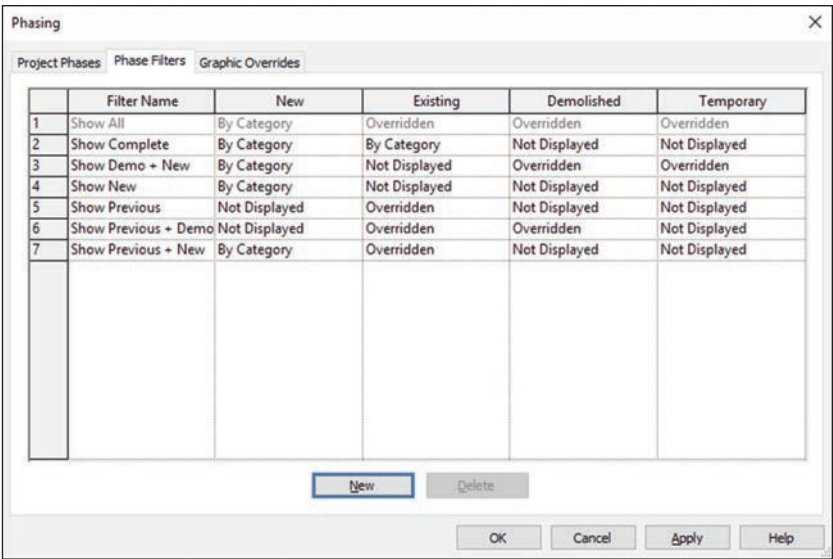 Phasing
Project Phases Phase Filters Graphic Overrides
Filter Name New Existing Demolished Temporary
1 Show All By Category Overridden Overridden Overridden
2 Show Complete By Category By Category Not Displayed Not Displayed
3 Show Demo + New By Category Not Displayed Overridden Overridden
4 Show New By Category Not Displayed Not Displayed Not Displayed
5 Show Previous Not Displayed Overridden Not Displayed Not Displayed
6 Show Previous + Demo Not Displayed Overridden Overridden Not Displayed
7 Show Previous + New By Category Overridden Not Displayed Not Displayed
New Delete
OK Cancel Apply Help